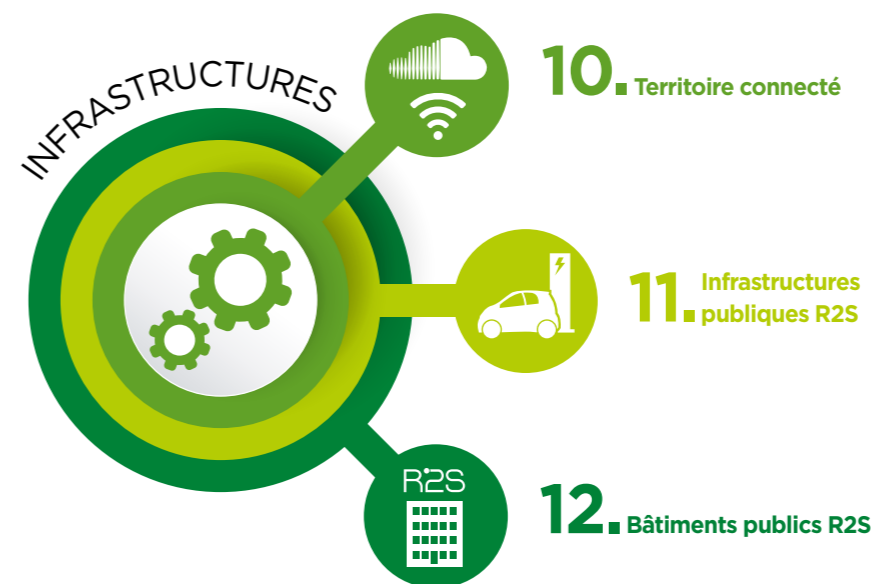 INFRASTRUCTURES
10. Territoire connecté
11. Infrastructures
publiques R2S
R2S
12. Bâtiments publics R2S